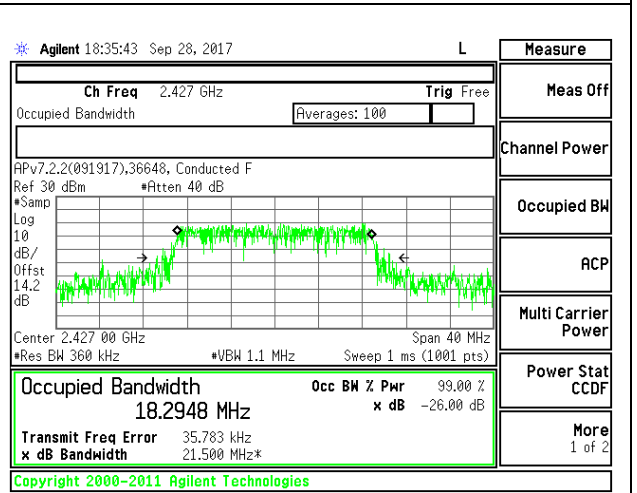 Agilent 18:35:43 Sep 28, 2017 L
Measure
Ch Freq 2.427 GHz Trig Free
Occupied Bandwidth Averages: 100
APv7.2.2(091917),36648, Conducted F
Ref 30 dBm #Atten 40 dB
#Samp
Log
10
dB/
Offst
14.2
dB
Center 2.427 00 GHz Span 40 MHz
#Res BW 360 kHz #VBW 1.1 MHz Sweep 1 ms (1001 pts)
Occupied Bandwidth Occ BW % Pwr 99.00 %
18.2948 MHz x dB -26.00 dB
Transmit Freq Error 35.783 kHz
x dB Bandwidth 21.500 MHz*
Copyright 2000-2011 Agilent Technologies
Meas Off
Channel Power
Occupied BW
ACP
Multi Carrier
Power
Power Stat
CCDF
More
1 of 2